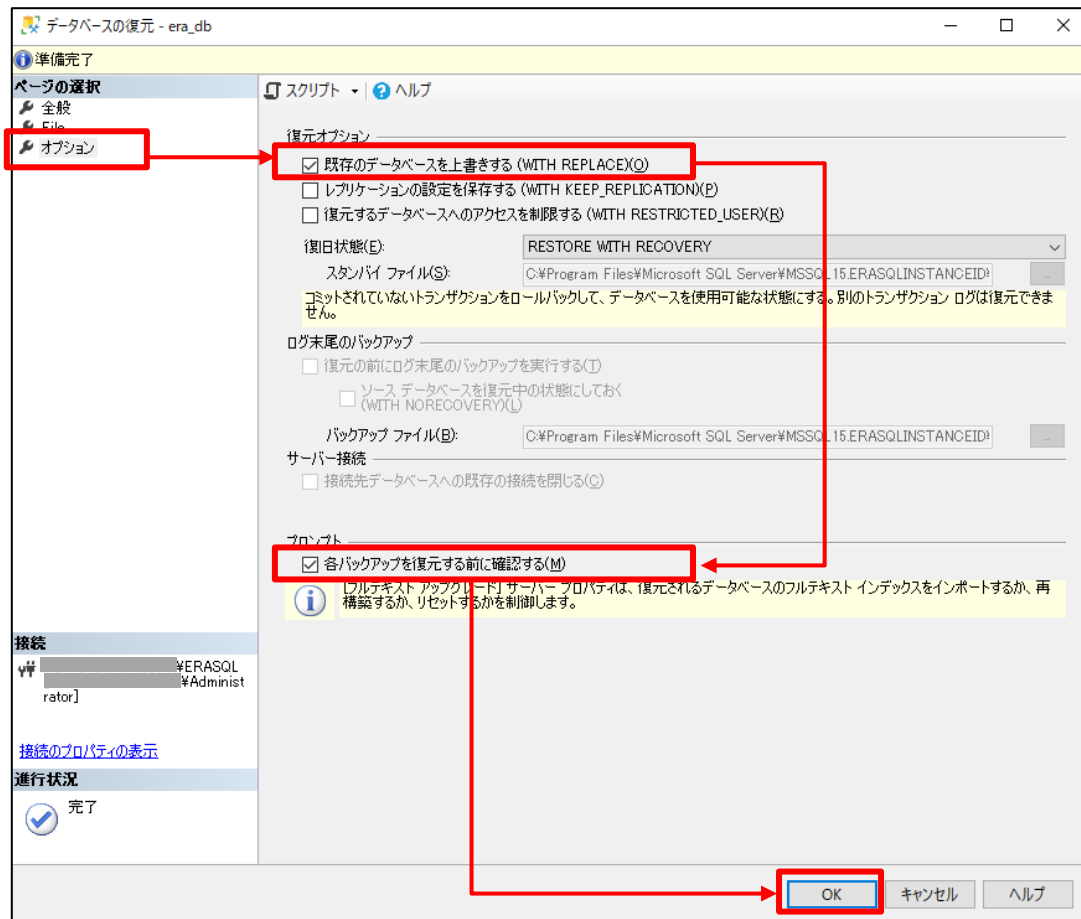 データベースの復元 - era_db
準備完了
ページの選択
全般
File
オプション
スクリプト
ヘルプ
復元オプション
既存のデータベースを上書きする (WITH REPLACE)(O)
レプリケーションの設定を保存する (WITH KEEP_REPLICATION)(P)
復元するデータベースへのアクセスを制限する (WITH RESTRICTED_USER)(R)
復旧状態(E):
RESTORE WITH RECOVERY
スタンバイ ファイル(S):
C:¥Program Files¥Microsoft SQL Server¥MSSQL15.ERASQLINSTANCEID¥
...
コミットされていないトランザクションをロールバックして、データベースを使用可能な状態にする。別のトランザクション ログは復元できま
せん。
ログ末尾のバックアップ
復元の前にログ末尾のバックアップを実行する(T)
ソース データベースを復元中の状態にしておく
(WITH NORECOVERY)(L)
バックアップ ファイル(B):
C:¥Program Files¥Microsoft SQL Server¥MSSQL15.ERASQLINSTANCEID¥
...
サーバー接続
接続先データベースへの既存の接続を閉じる(C)
プロンプト
各バックアップを復元する前に確認する(M)
[フルテキスト アップグレード] サーバー プロパティは、復元されるデータベースのフルテキスト インデックスをインポートするか、再
構築するか、リセットするかを制御します。
接続
¥ERASQL
¥Administ
rator]
接続のプロパティの表示
進行状況
完了
OK
キャンセル
ヘルプ